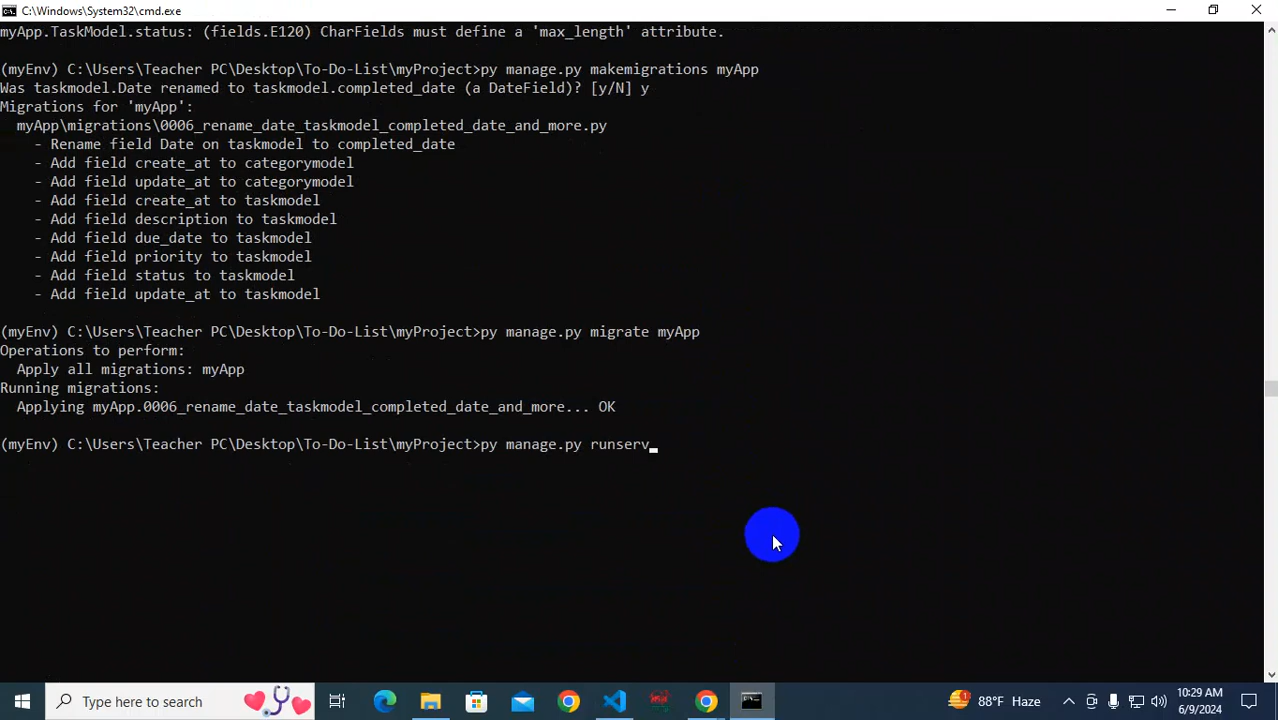 C:\Windows\System32\cmd.exe
myApp.TaskModel.status: (fields.E120) CharFields must define a 'max_length' attribute.
(myEnv) C:\Users\Teacher PC\Desktop\To-Do-List\myProject>py manage.py makemigrations myApp
Was taskmodel.Date renamed to taskmodel.completed_date (a DateField)? [y/N] y
Migrations for 'myApp':
myApp\migrations\0006_rename_date_taskmodel_completed_date_and_more.py
- Rename field Date on taskmodel to completed_date
- Add field create_at to categorymodel
- Add field update_at to categorymodel
- Add field create_at to taskmodel
- Add field description to taskmodel
- Add field due_date to taskmodel
- Add field priority to taskmodel
- Add field status to taskmodel
- Add field update_at to taskmodel
(myEnv) C:\Users\Teacher PC\Desktop\To-Do-List\myProject>py manage.py migrate myApp
Operations to perform:
Apply all migrations: myApp
Running migrations:
Applying myApp.0006_rename_date_taskmodel_completed_date_and_more... OK
(myEnv) C:\Users\Teacher PC\Desktop\To-Do-List\myProject>py manage.py runserv
Type here to search
1
88°F Haze
10:29 AM
6/9/2024